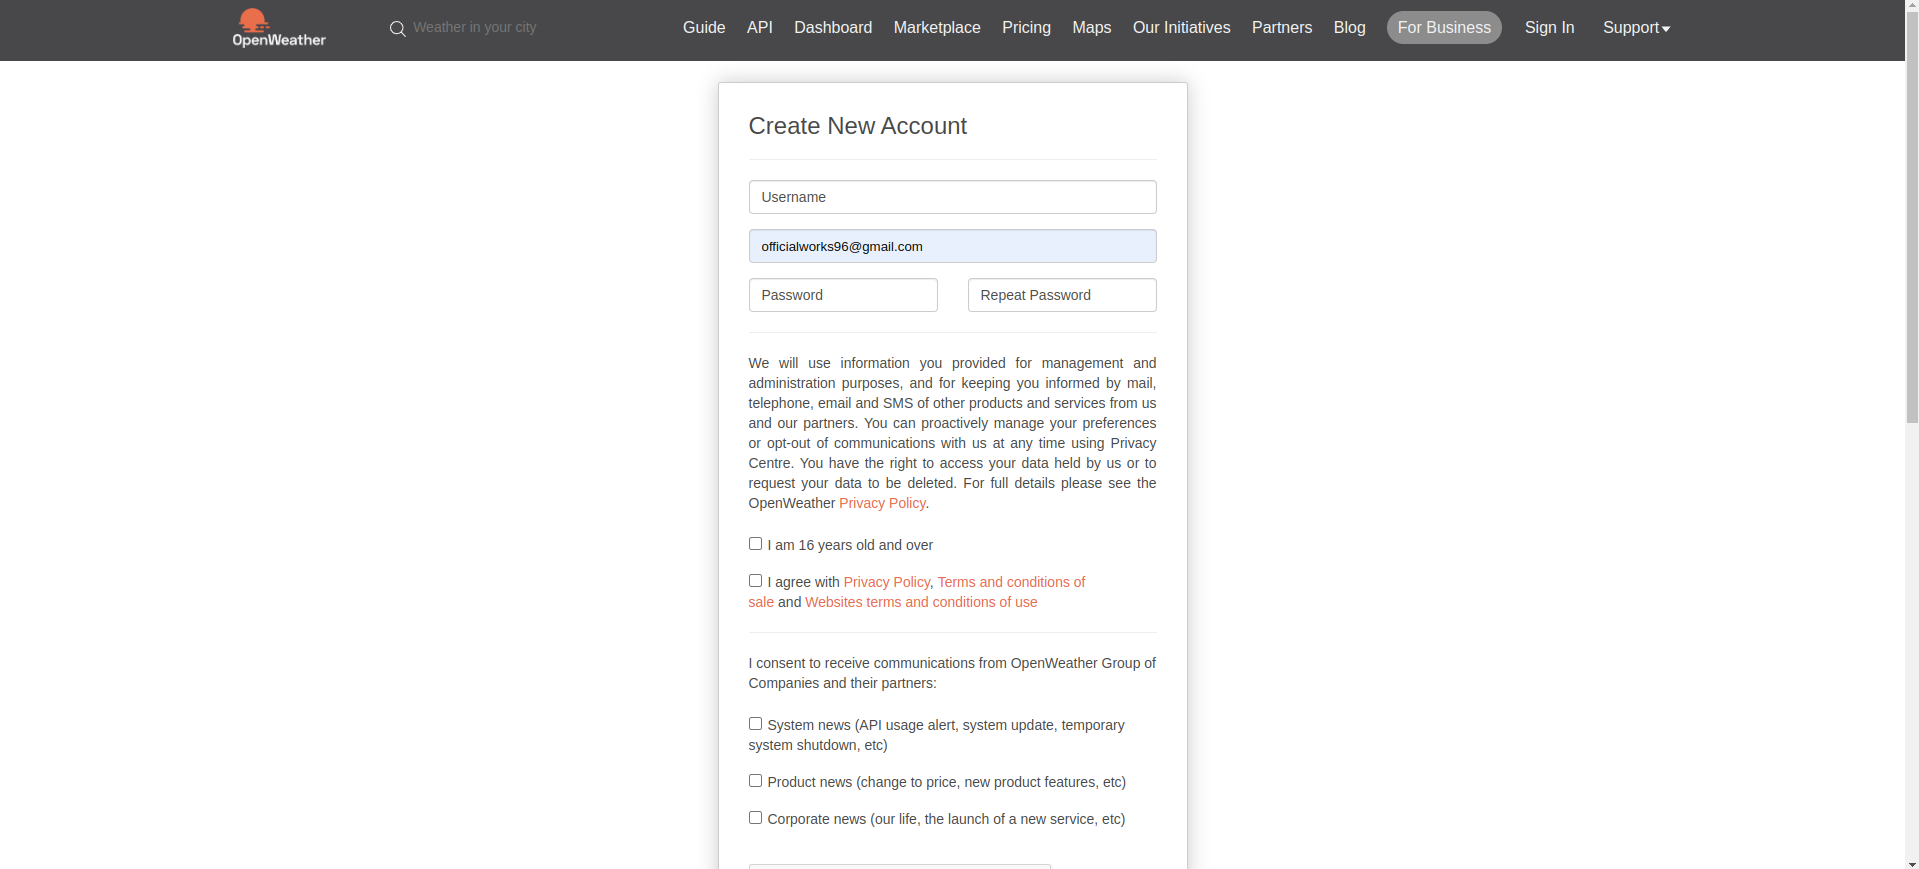 OpenWeather
Weather in your city
Guide API Dashboard Marketplace Pricing Maps Our Initiatives Partners Blog For Business Sign In Support
Create New Account
Username
officialworks96@gmail.com
Password Repeat Password
We will use information you provided for management and
administration purposes, and for keeping you informed by mail,
telephone, email and SMS of other products and services from us
and our partners. You can proactively manage your preferences
or opt-out of communications with us at any time using Privacy
Centre. You have the right to access your data held by us or to
request your data to be deleted. For full details please see the
OpenWeather Privacy Policy.
I am 16 years old and over
I agree with Privacy Policy, Terms and conditions of
sale and Websites terms and conditions of use
I consent to receive communications from OpenWeather Group of
Companies and their partners:
System news (API usage alert, system update, temporary
system shutdown, etc)
Product news (change to price, new product features, etc)
Corporate news (our life, the launch of a new service, etc)